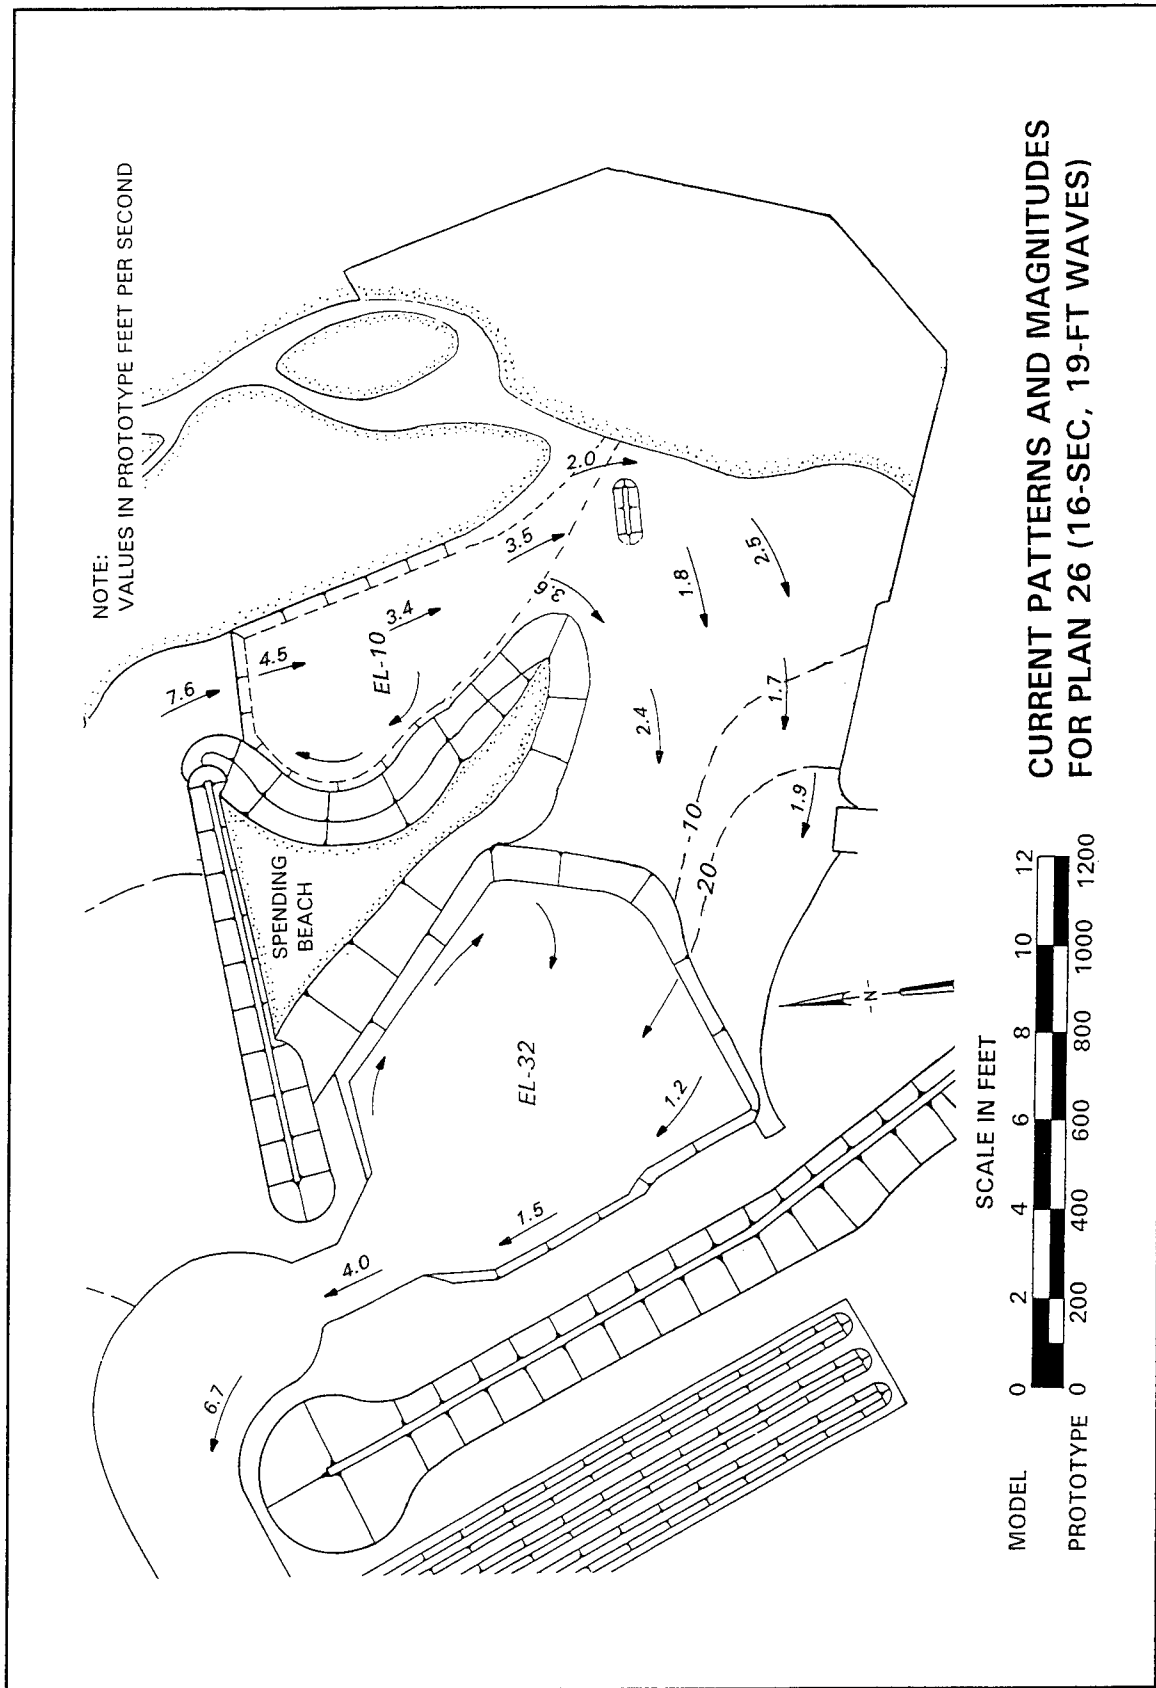 NOTE:
VALUES IN PROTOTYPE FEET PER SECOND
7.6
4.5
EL-10
3.4
3.5
2.0
3.6
SPENDING
BEACH
1.8
2.5
2.4
1.7
-10-
20
1.9
EL-32
1.2
1.5
4.0
6.7
-N-
SCALE IN FEET
MODEL
0 2 4 6 8 10 12
PROTOTYPE
0 200 400 600 800 1000 1200
CURRENT PATTERNS AND MAGNITUDES
FOR PLAN 26 (16-SEC, 19-FT WAVES)